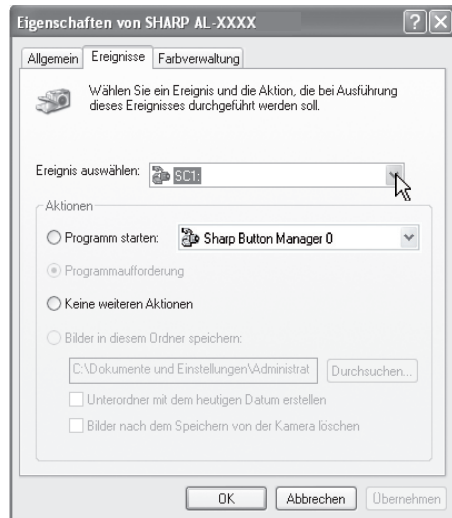 Eigenschaften von SHARP AL-XXXX
Allgemein Ereignisse Farbverwaltung
Wählen Sie ein Ereignis und die Aktion, die bei Ausführung
dieses Ereignisses durchgeführt werden soll.
Ereignis auswählen: SC1:
Aktionen
Programm starten: Sharp Button Manager 0
Programmaufforderung
Keine weiteren Aktionen
Bilder in diesem Ordner speichern:
C:\Dokumente und Einstellungen\Administrat Durchsuchen...
Unterordner mit dem heutigen Datum erstellen
Bilder nach dem Speichern von der Kamera löschen
OK Abbrechen Übernehmen